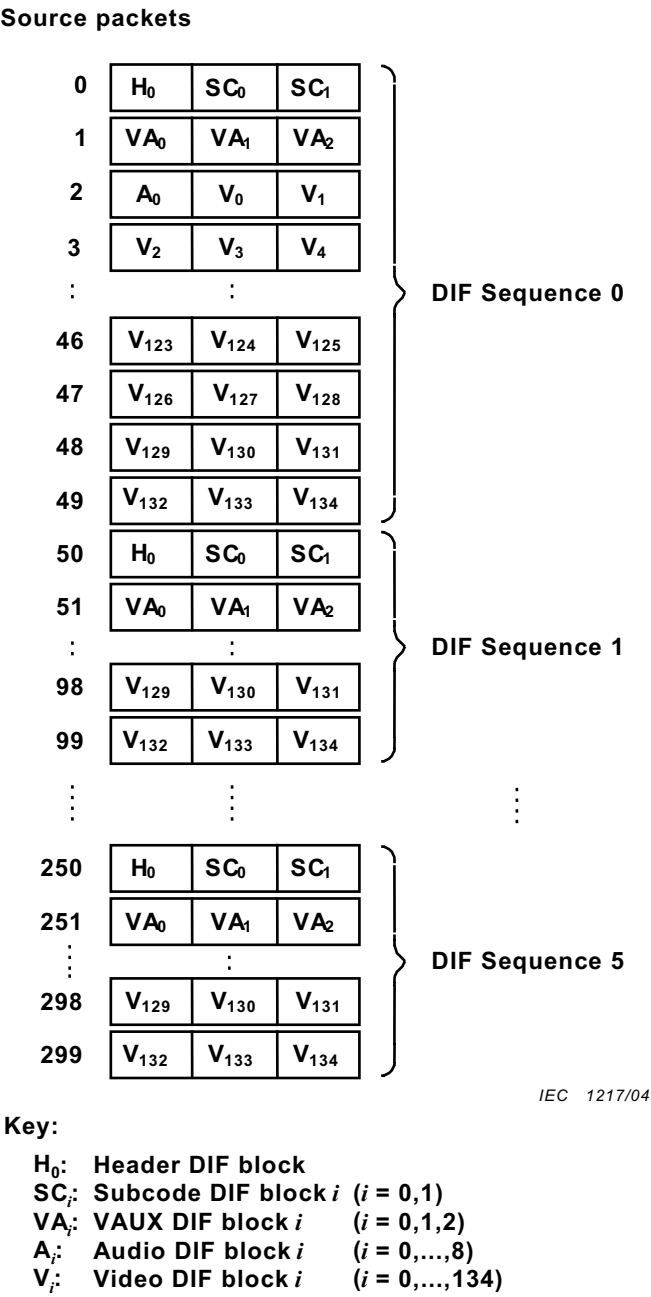 Source packets
0 H₀ SC₀ SC₁
1 VA₀ VA₁ VA₂
2 A₀ V₀ V₁
3 V₂ V₃ V₄
: :
DIF Sequence 0
46 V₁₂₃ V₁₂₄ V₁₂₅
47 V₁₂₆ V₁₂₇ V₁₂₈
48 V₁₂₉ V₁₃₀ V₁₃₁
49 V₁₃₂ V₁₃₃ V₁₃₄
50 H₀ SC₀ SC₁
51 VA₀ VA₁ VA₂
: : DIF Sequence 1
98 V₁₂₉ V₁₃₀ V₁₃₁
99 V₁₃₂ V₁₃₃ V₁₃₄
250 H₀ SC₀ SC₁
251 VA₀ VA₁ VA₂
DIF Sequence 5
298 V₁₂₉ V₁₃₀ V₁₃₁
299 V₁₃₂ V₁₃₃ V₁₃₄
IEC 1217/04
Key:
H₀: Header DIF block
SCᵢ: Subcode DIF block i (i = 0,1)
VAᵢ: VAUX DIF block i (i = 0,1,2)
Aᵢ: Audio DIF block i (i = 0,...,8)
Vᵢ: Video DIF block i (i = 0,...,134)